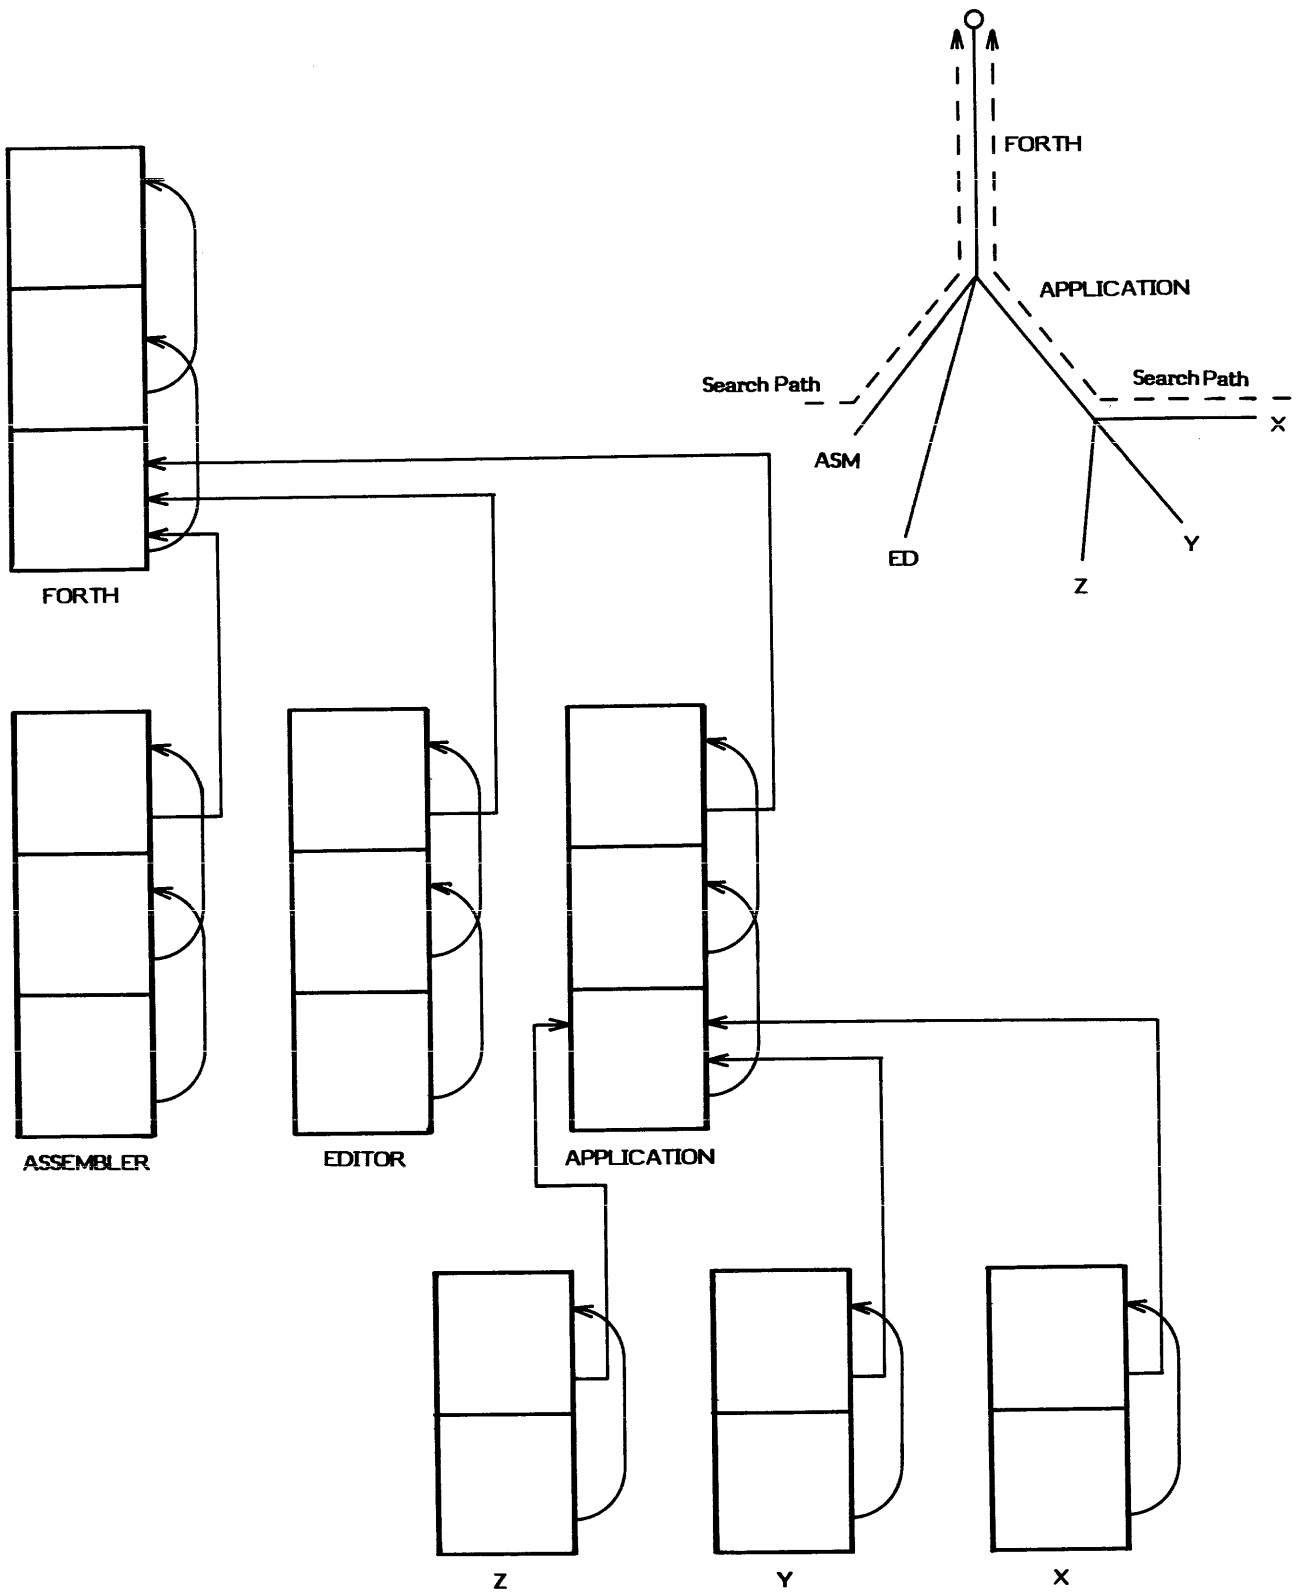 FORTH
APPLICATION
Search Path
Search Path
X
ASM
Y
ED
Z
FORTH
ASSEMBLER
EDITOR
APPLICATION
Z
Y
X